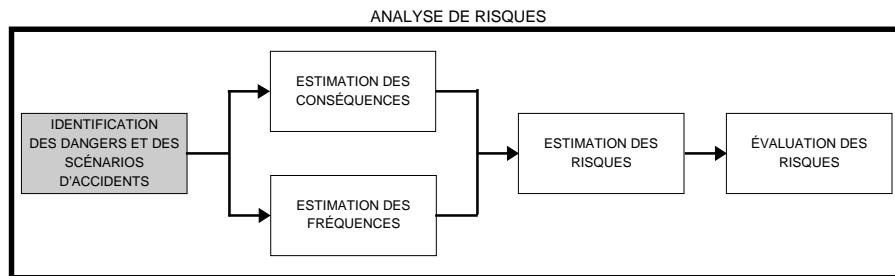 ANALYSE DE RISQUES
IDENTIFICATION
DES DANGERS ET DES
SCÉNARIOS
D'ACCIDENTS
ESTIMATION DES
CONSÉQUENCES
ESTIMATION DES
FRÉQUENCES
ESTIMATION DES
RISQUES
ÉVALUATION DES
RISQUES